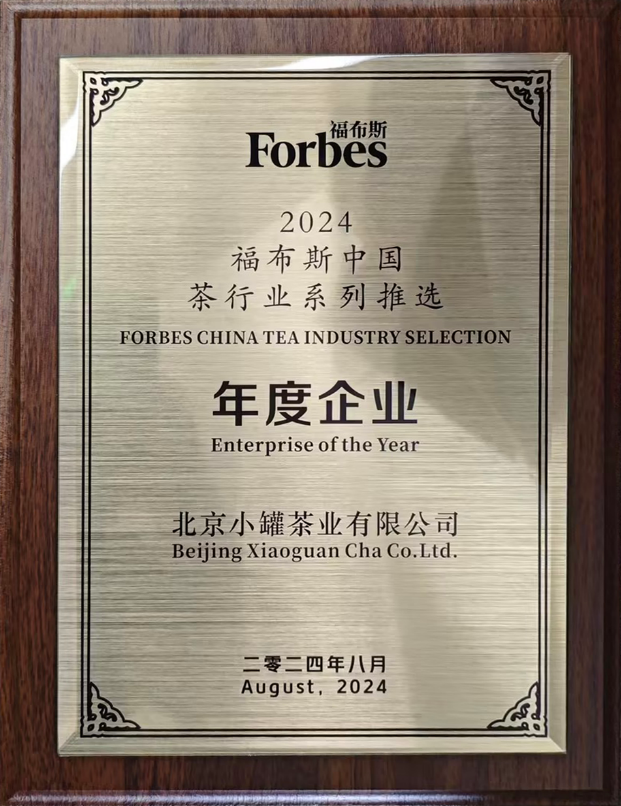 福布斯
Forbes
2024
福布斯中国
茶行业系列推选
FORBES CHINA TEA INDUSTRY SELECTION
年度企业
Enterprise of the Year
北京小罐茶业有限公司
Beijing Xiaoguan Cha Co.Ltd.
二零二四年八月
August, 2024